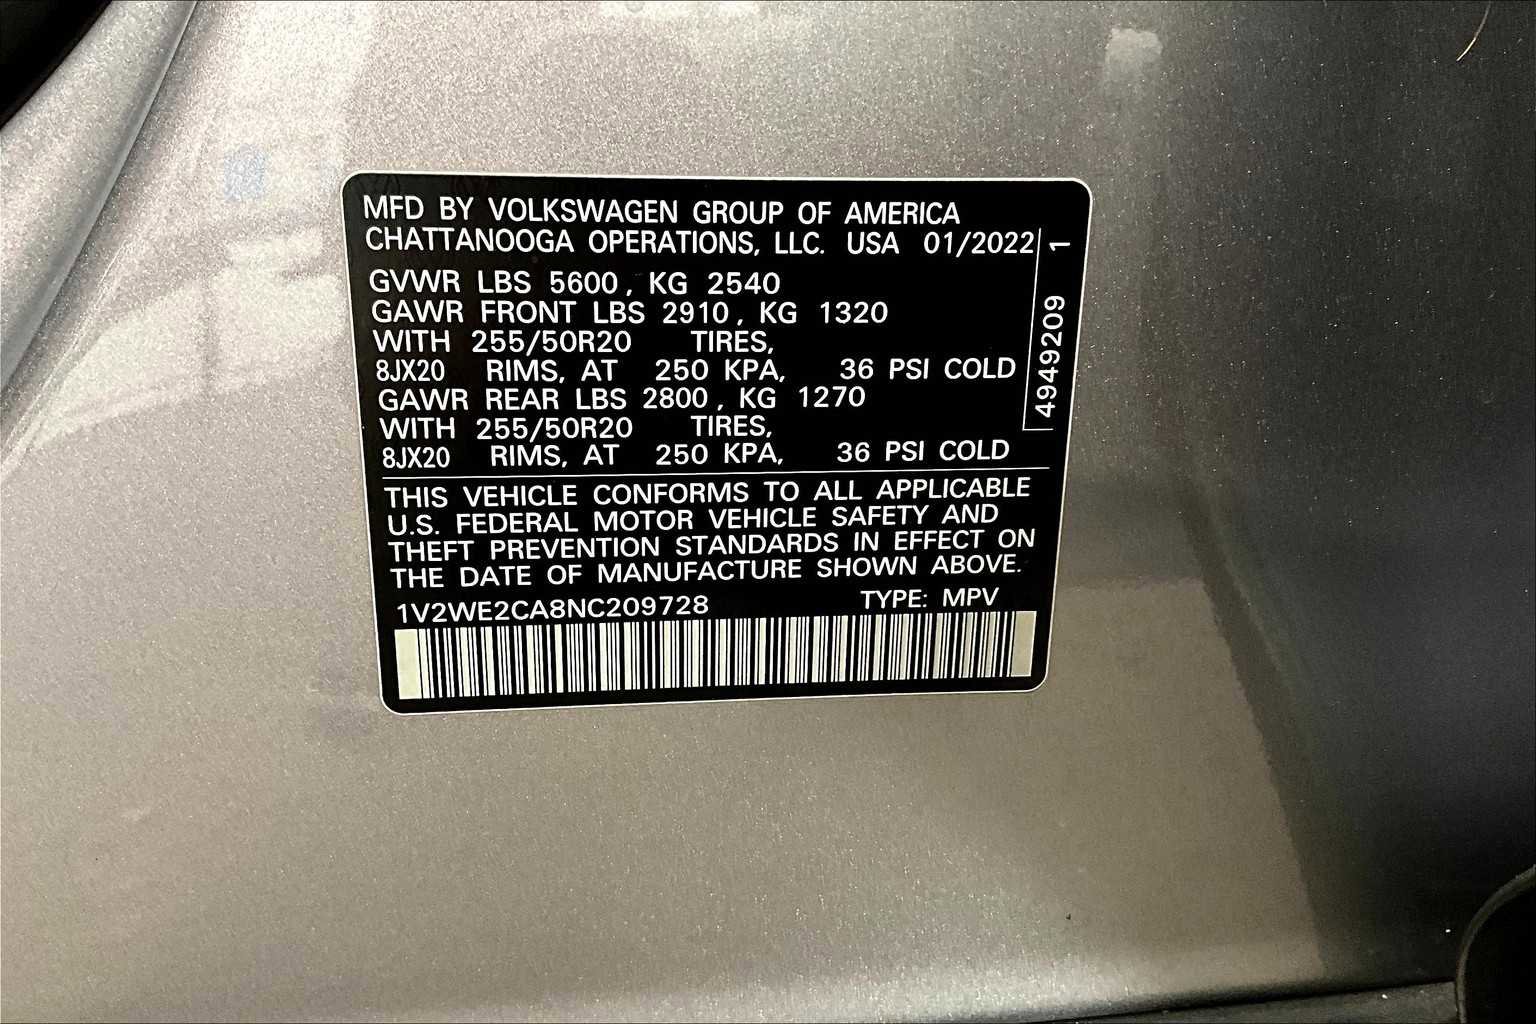 MFD BY VOLKSWAGEN GROUP OF AMERICA
CHATTANOOGA OPERATIONS, LLC. USA 01/2022
GVWR LBS 5600, KG 2540
GAWR FRONT LBS 2910, KG 1320
WITH 255/50R20 TIRES,
8JX20 RIMS, AT 250 KPA, 36 PSI COLD
GAWR REAR LBS 2800, KG 1270
WITH 255/50R20 TIRES,
8JX20 RIMS, AT 250 KPA, 36 PSI COLD
4949209 1
THIS VEHICLE CONFORMS TO ALL APPLICABLE
U.S. FEDERAL MOTOR VEHICLE SAFETY AND
THEFT PREVENTION STANDARDS IN EFFECT ON
THE DATE OF MANUFACTURE SHOWN ABOVE.
1V2WE2CA8NC209728 TYPE: MPV